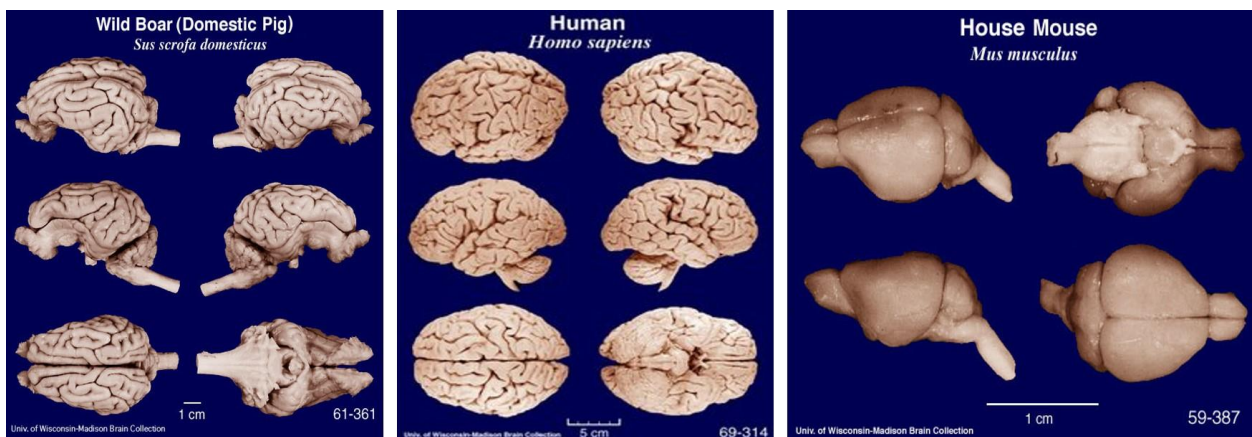 Wild Boar (Domestic Pig)
Sus scrofa domesticus
1 cm
61-361
Univ. of Wisconsin-Madison Brain Collection
Human
Homo sapiens
5 cm
69-314
Univ. of Wisconsin-Madison Brain Collection
House Mouse
Mus musculus
1 cm
59-387
Univ. of Wisconsin-Madison Brain Collection